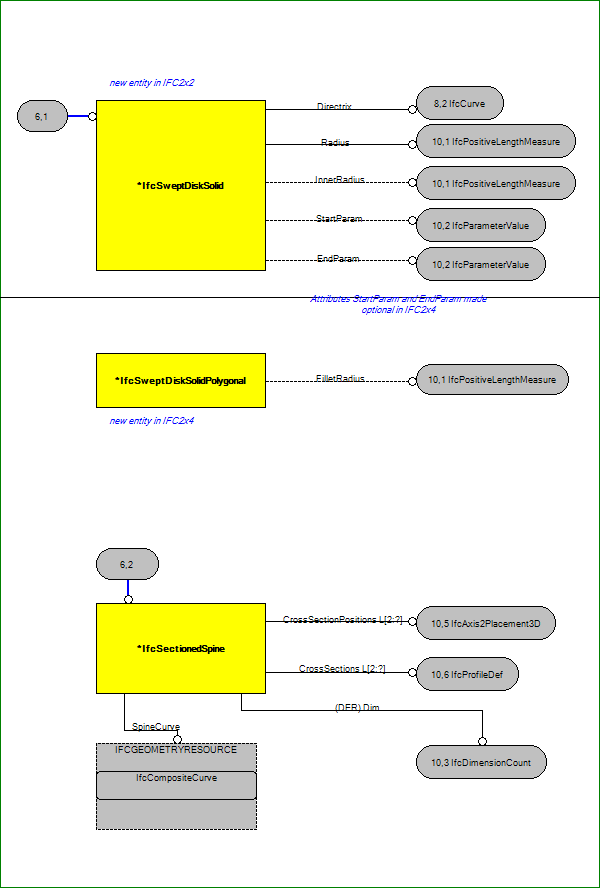 new entity in IFC2x2
6,1
*IfcSweptDiskSolid
Directrix
8,2 IfcCurve
Radius
10,1 IfcPositiveLengthMeasure
InnerRadius
10,1 IfcPositiveLengthMeasure
StartParam
10,2 IfcParameterValue
EndParam
10,2 IfcParameterValue
Attributes StartParam and EndParam made
optional in IFC2x4
*IfcSweptDiskSolidPolygonal
FilletRadius
10,1 IfcPositiveLengthMeasure
new entity in IFC2x4
6,2
*IfcSectionedSpine
CrossSectionPositions L[2:?]
10,5 IfcAxis2Placement3D
CrossSections L[2:?]
10,6 IfcProfileDef
(DER) Dim
SpineCurve
IFCGEOMETRYRESOURCE
IfcCompositeCurve
10,3 IfcDimensionCount